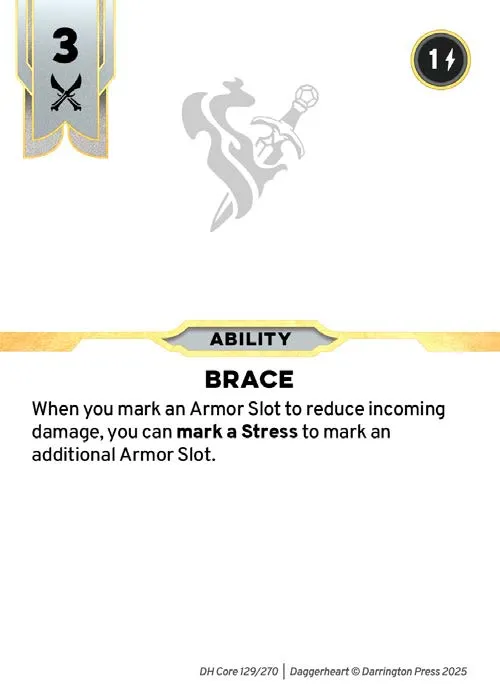 3
1
ABILITY
BRACE
When you mark an Armor Slot to reduce incoming
damage, you can mark a Stress to mark an
additional Armor Slot.
DH Core 129/270 | Daggerheart © Darrington Press 2025